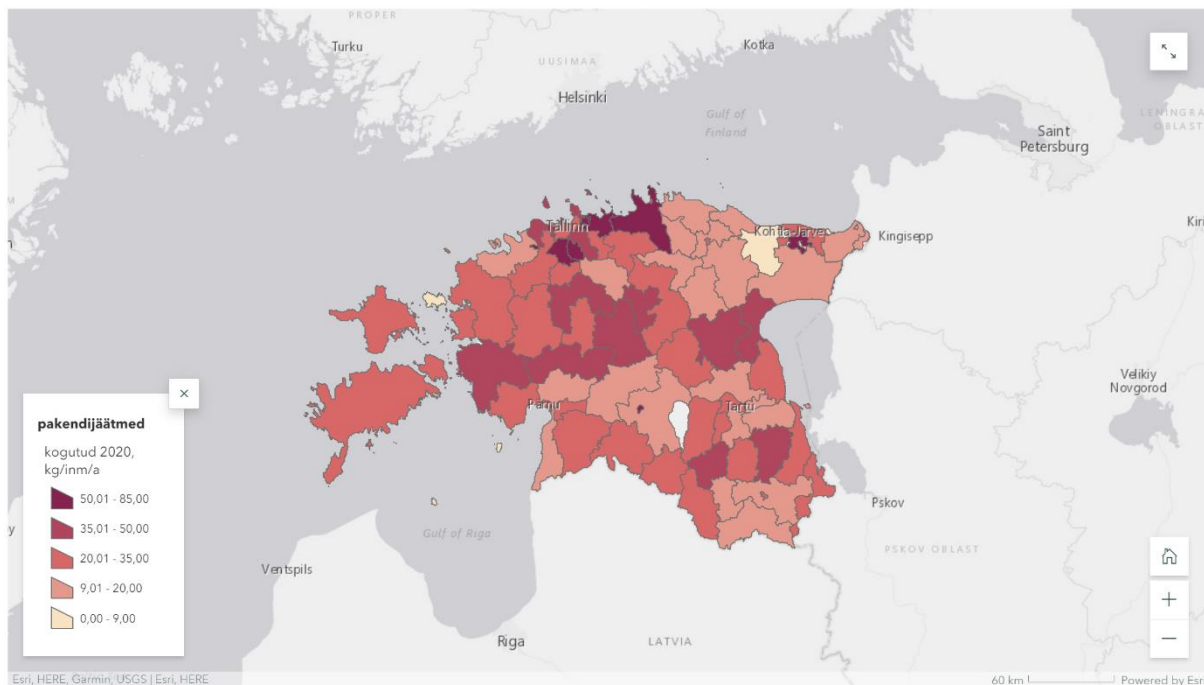 PROPER
Turku
Kotka
UUSIMAA
Helsinki
Gulf of
Finland
LENINGRA
OBLAST
Saint
Petersburg
Tallinn
Kohtla-Järve
Kingisepp
Kiri
Velikiy
Novgorod
Pärnu
Tartu
Pskov
PSKOV OBLAST
Gulf of Riga
Ventspils
Riga
LATVIA
pakendijäätmed
kogutud 2020,
kg/inm/a
50,01 - 85,00
35,01 - 50,00
20,01 - 35,00
9,01 - 20,00
0,00 - 9,00
Esri, HERE, Garmin, USGS | Esri, HERE
60 km
Powered by Esri